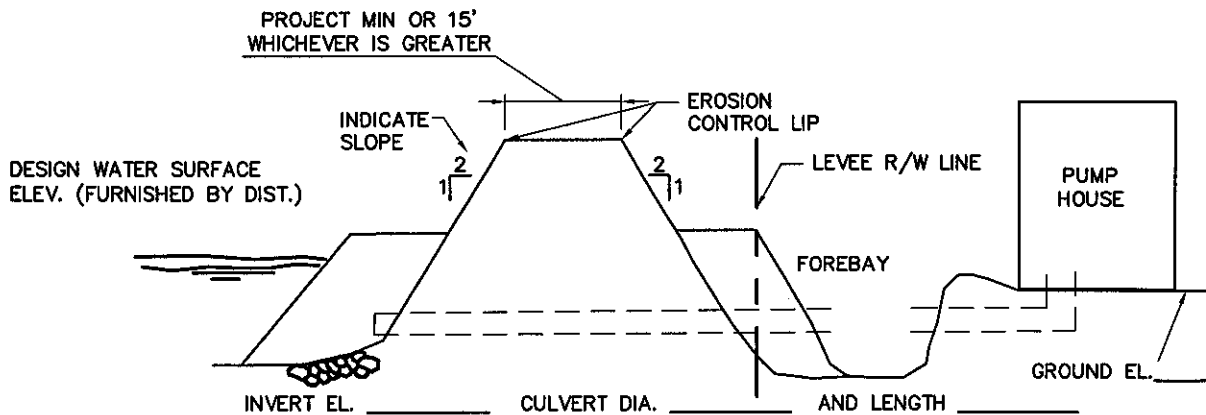 PROJECT MIN OR 15'
WHICHEVER IS GREATER
INDICATE
SLOPE
EROSION
CONTROL LIP
2
1
2
1
LEVEE R/W LINE
DESIGN WATER SURFACE
ELEV. (FURNISHED BY DIST.)
PUMP
HOUSE
FOREBAY
GROUND EL.
INVERT EL. CULVERT DIA. AND LENGTH